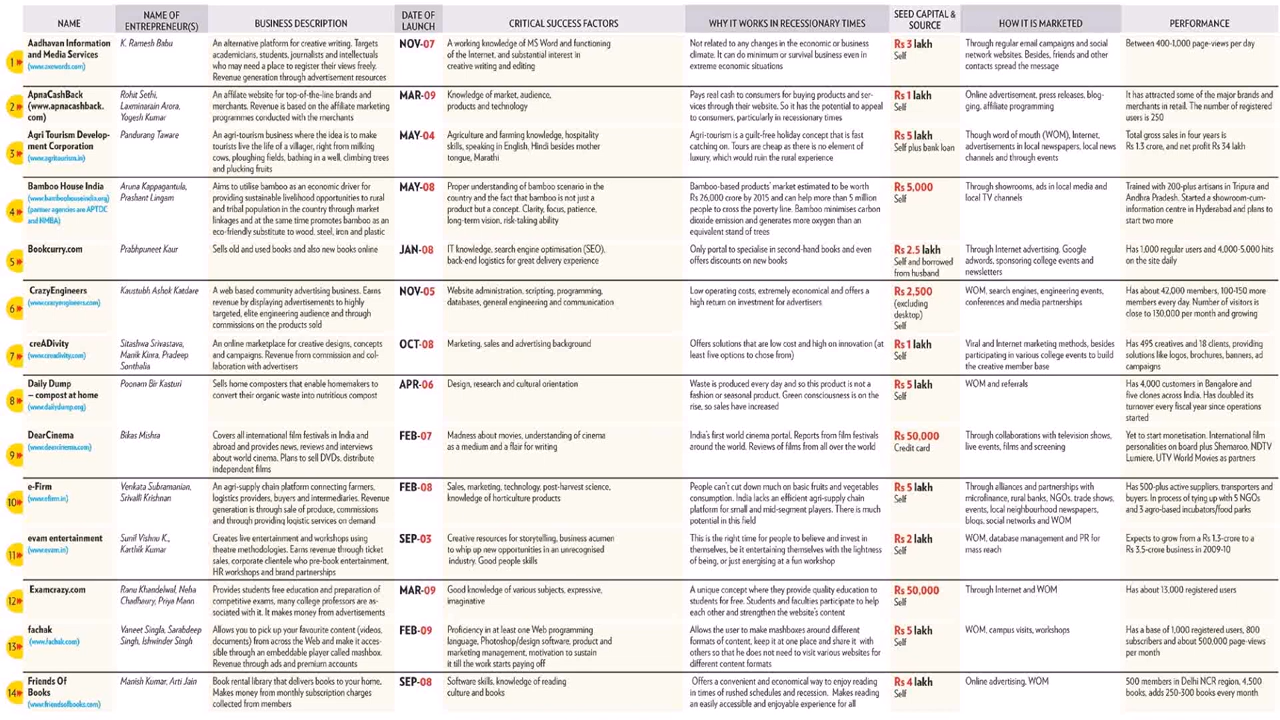 NAME
NAME OF
ENTREPRENEUR(S)
BUSINESS DESCRIPTION
DATE OF
LAUNCH
CRITICAL SUCCESS FACTORS
WHY IT WORKS IN RECESSIONARY TIMES
SEED CAPITAL &
SOURCE
HOW IT IS MARKETED
PERFORMANCE
1
Aadhavan Information
and Media Services
(www.oxowords.com)
K. Ramesh Babu
An alternative platform for creative writing. Targets
academicians, students, journalists and intellectuals
who may need a place to register their views freely.
Revenue generation through advertisement resources
NOV-07
A working knowledge of MS Word and functioning
of the Internet, and substantial interest in
creative writing and editing
Not related to any changes in the economic or business
climate. It can do minimum or survival business even in
extreme economic situations
Rs 3 lakh
Self
Through regular email campaigns and social
network websites. Besides, friends and other
contacts spread the message
Between 400-1,000 page-views per day
2
ApnaCashBack
(www.apnacashback.
com)
Rohit Sethi,
Laxminarain Arora,
Yogesh Kumar
An affiliate website for top-of-the-line brands and
merchants. Revenue is based on the affiliate marketing
programmes conducted with the merchants
MAR-09
Knowledge of market, audience,
products and technology
Pays real cash to consumers for buying products and ser-
vices through their website. So it has the potential to appeal
to consumers, particularly in recessionary times
Rs 1 lakh
Self
Online advertisement, press releases, blog-
ging, affiliate programming
It has attracted some of the major brands and
merchants in retail. The number of registered
users is 250
3
Agri Tourism Develop-
ment Corporation
(www.agritourism.in)
Pandurang Taware
An agri-tourism business where the idea is to make
tourists live the life of a villager, right from milking
cows, ploughing fields, bathing in a well, climbing trees
and plucking fruits
MAY-04
Agriculture and farming knowledge, hospitality
skills, speaking in English, Hindi besides mother
tongue, Marathi
Agri-tourism is a guilt-free holiday concept that is fast
catching on. Tours are cheap as there is no element of
luxury, which would ruin the rural experience
Rs 5 lakh
Self plus bank loan
Though word of mouth (WOM), Internet,
advertisements in local newspapers, local news
channels and through events
Total gross sales in four years is
Rs 1.3 crore, and net profit Rs 34 lakh
4
Bamboo House India
(www.bamboohouseindia.org)
(partner agencies are APTDC
and NMBA)
Aruna Kappagantula,
Prashant Lingam
Aims to utilise bamboo as an economic driver for
providing sustainable livelihood opportunities to rural
and tribal population in the country through market
linkages and at the same time promotes bamboo as an
eco-friendly substitute to wood, steel, iron and plastic
MAY-08
Proper understanding of bamboo scenario in the
country and the fact that bamboo is not just a
product but a concept. Clarity, focus, patience,
long-term vision, risk-taking ability
Bamboo-based products' market estimated to be worth
Rs 26,000 crore by 2015 and can help more than 5 million
people to cross the poverty line. Bamboo minimises carbon
dioxide emission and generates more oxygen than an
equivalent stand of trees
Rs 5,000
Self
Through showrooms, ads in local media and
local TV channels
Trained with 200-plus artisans in Tripura and
Andhra Pradesh. Started a showroom-cum-
information centre in Hyderabad and plans to
start two more
5
Bookcurry.com
Prabhpuneet Kaur
Sells old and used books and also new books online
JAN-08
IT knowledge, search engine optimisation (SEO),
back-end logistics for great delivery experience
Only portal to specialise in second-hand books and even
offers discounts on new books
Rs 2.5 lakh
Self and borrowed
from husband
Through Internet advertising, Google
adwords, sponsoring college events and
newsletters
Has 1,000 regular users and 4,000-5,000 hits
on the site daily
6
CrazyEngineers
(www.crazyengineers.com)
Kaustubh Ashok Katdare
A web based community advertising business. Earns
revenue by displaying advertisements to highly
targeted, elite engineering audience and through
commissions on the products sold
NOV-05
Website administration, scripting, programming,
databases, general engineering and communication
Low operating costs, extremely economical and offers a
high return on investment for advertisers
Rs 2,500
(excluding
desktop)
Self
WOM, search engines, engineering events,
conferences and media partnerships
Has about 42,000 members, 100-150 more
members every day. Number of visitors is
close to 130,000 per month and growing
7
creADivity
(www.creadivity.com)
Sitashwa Srivastava,
Manik Kinra, Pradeep
Sonthalia
An online marketplace for creative designs, concepts
and campaigns. Revenue from commission and col-
laboration with advertisers
OCT-08
Marketing, sales and advertising background
Offers solutions that are low cost and high on innovation (at
least five options to chose from)
Rs 1 lakh
Self
Viral and Internet marketing methods, besides
participating in various college events to build
the creative member base
Has 495 creatives and 18 clients, providing
solutions like logos, brochures, banners, ad
campaigns
8
Daily Dump
– compost at home
(www.dailydump.org)
Poonam Bir Kasturi
Sells home composters that enable homemakers to
convert their organic waste into nutritious compost
APR-06
Design, research and cultural orientation
Waste is produced every day and so this product is not a
fashion or seasonal product. Green consciousness is on the
rise, so sales have increased
Rs 5 lakh
Self
WOM and referrals
Has 4,000 customers in Bangalore and
five clones across India. Has doubled its
turnover every fiscal year since operations
started
9
DearCinema
(www.dearcinema.com)
Bikas Mishra
Covers all international film festivals in India and
abroad and provides news, reviews and interviews
about world cinema. Plans to sell DVDs, distribute
independent films
FEB-07
Madness about movies, understanding of cinema
as a medium and a flair for writing
India's first world cinema portal. Reports from film festivals
around the world. Reviews of films from all over the world
Rs 50,000
Credit card
Through collaborations with television shows,
live events, films and screening
Yet to start monetisation. International film
personalities on board plus Shemaroo, NDTV
Lumiere, UTV World Movies as partners
10
e-Firm
(www.efirm.in)
Venkata Subramanian,
Srivalli Krishnan
An agri-supply chain platform connecting farmers,
logistics providers, buyers and intermediaries. Revenue
generation is through sale of produce, commissions
and through providing logistic services on demand
FEB-08
Sales, marketing, technology, post-harvest science,
knowledge of horticulture products
People can't cut down much on basic fruits and vegetables
consumption. India lacks an efficient agri-supply chain
platform for small and mid-segment players. There is much
potential in this field
Rs 5 lakh
Self
Through alliances and partnerships with
microfinance, rural banks, NGOs, trade shows,
events, local neighbourhood newspapers,
blogs, social networks and WOM
Has 500-plus active suppliers, transporters and
buyers. In process of tying up with 5 NGOs
and 3 agro-based incubators/food parks
11
evam entertainment
(www.evam.in)
Sunil Vishnu K.,
Karthik Kumar
Creates live entertainment and workshops using
theatre methodologies. Earns revenue through ticket
sales, corporate clientele who pre-book entertainment,
HR workshops and brand partnerships
SEP-03
Creative resources for storytelling, business acumen
to whip up new opportunities in an unrecognised
industry. Good people skills
This is the right time for people to believe and invest in
themselves, be it entertaining themselves with the lightness
of being, or just energising at a fun workshop
Rs 2 lakh
Self
WOM, database management and PR for
mass reach
Expects to grow from a Rs 1.3-crore to a
Rs 3.5-crore business in 2009-10
12
Examcrazy.com
Ranu Khandelwal, Neha
Chadhaury, Priya Mann
Provides students free education and preparation of
competitive exams, many college professors are as-
sociated with it. It makes money from advertisements
MAR-09
Good knowledge of various subjects, expressive,
imaginative
A unique concept where they provide quality education to
students for free. Students and faculties participate to help
each other and strengthen the website's content
Rs 50,000
Self
Through Internet and WOM
Has about 13,000 registered users
13
fachak
(www.fachak.com)
Vaneet Singla, Sarabdeep
Singh, Ishwinder Singh
Allows you to pick up your favourite content (videos,
documents) from across the Web and make it acces-
sible through an embeddable player called mashbox.
Revenue through ads and premium accounts
FEB-09
Proficiency in at least one Web programming
language, Photoshop/design software, product and
marketing management, motivation to sustain
it till the work starts paying off
Allows the user to make mashboxes around different
formats of content, keep it at one place and share it with
others so that he does not need to visit various websites for
different content formats
Rs 5 lakh
Self
WOM, campus visits, workshops
Has a base of 1,000 registered users, 800
subscribers and about 500,000 page-views
per month
14
Friends Of
Books
(www.friendsofbooks.com)
Manish Kumar, Arti Jain
Book rental library that delivers books to your home.
Makes money from monthly subscription charges
collected from members
SEP-08
Software skills, knowledge of reading
culture and books
Offers a convenient and economical way to enjoy reading
in times of rushed schedules and recession. Makes reading
an easily accessible and enjoyable experience for all
Rs 4 lakh
Self
Online advertising, WOM
500 members in Delhi NCR region, 4,500
books, adds 250-300 books every month